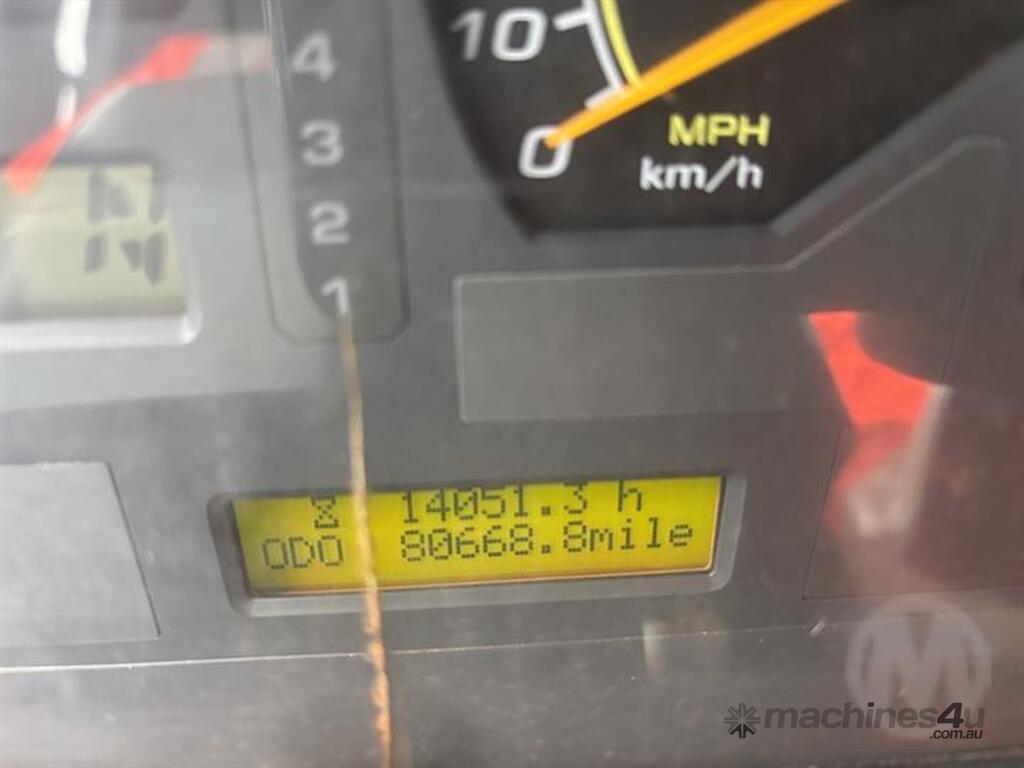 4
3
2
1
10
0
MPH
km/h
14051.3 h
ODO 80668.8mile
M
machines4u
.com.au